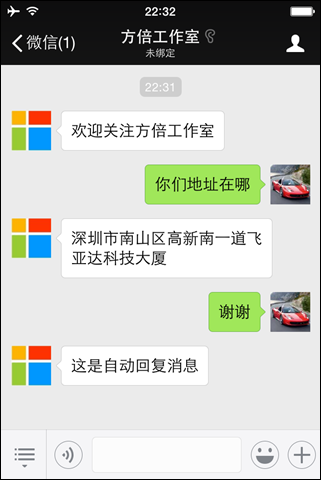 22:32
微信(1)
方倍工作室
未绑定
22:31
欢迎关注方倍工作室
你们地址在哪
深圳市南山区高新南一道飞
亚达科技大厦
谢谢
这是自动回复消息